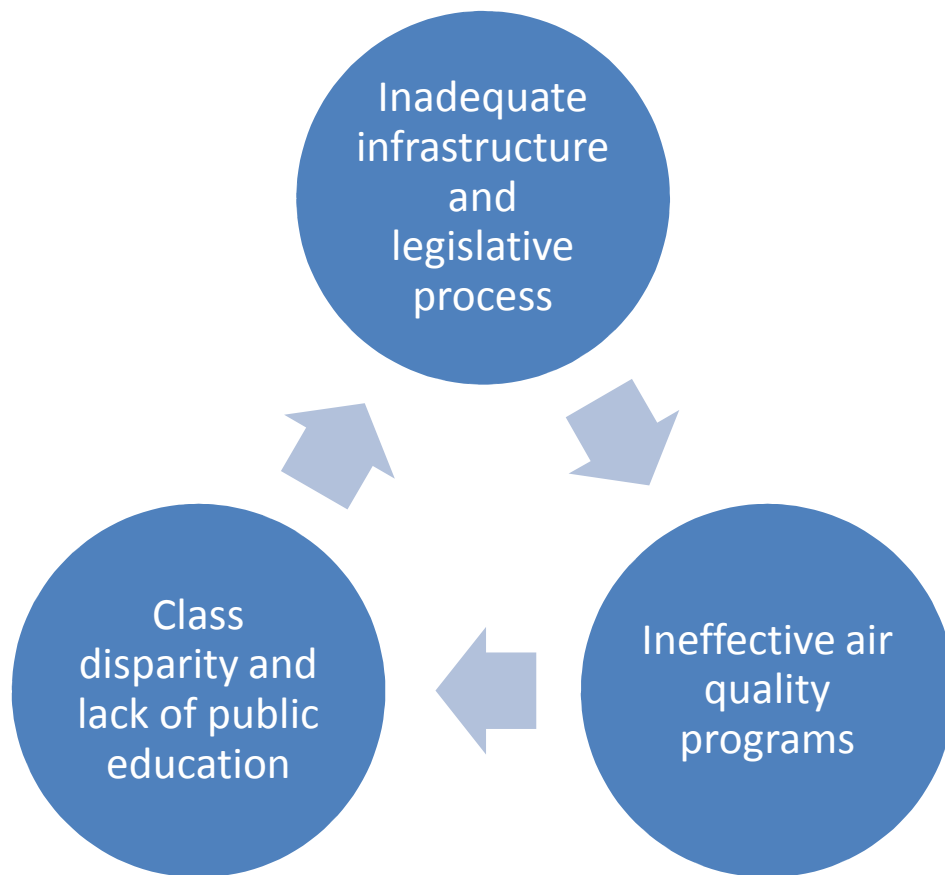 Inadequate
infrastructure
and
legislative
process
Class
disparity and
lack of public
education
Ineffective air
quality
programs